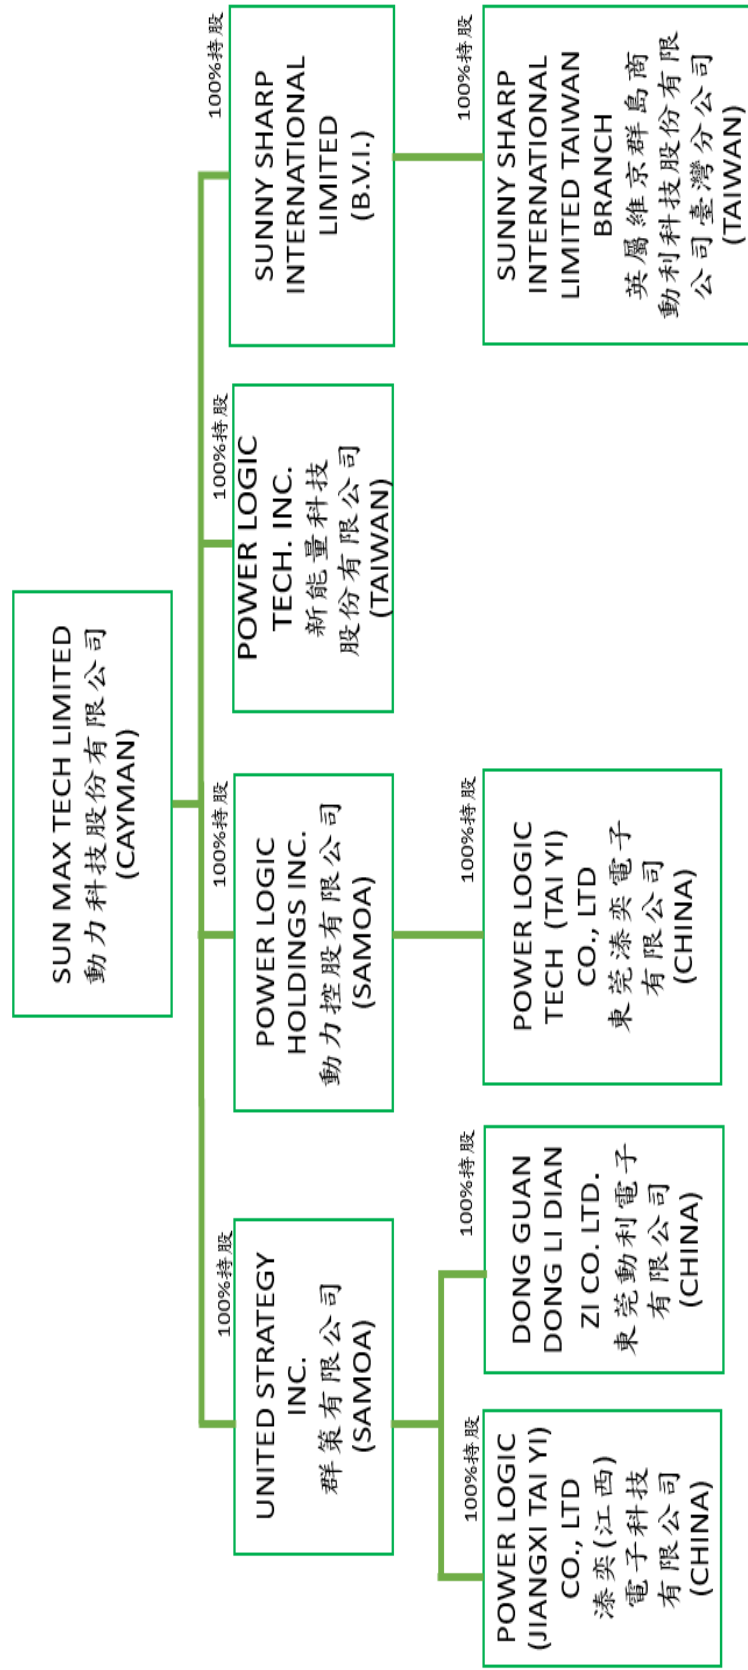 SUN MAX TECH LIMITED
動力科技股份有限公司
(CAYMAN)
100%持股
UNITED STRATEGY
INC.
群策有限公司
(SAMOA)
100%持股
POWER LOGIC
HOLDINGS INC.
動力控股有限公司
(SAMOA)
100%持股
POWER LOGIC
TECH. INC.
新能量科技
股份有限公司
(TAIWAN)
100%持股
SUNNY SHARP
INTERNATIONAL
LIMITED
(B.V.I.)
100%持股
POWER LOGIC
(JIANGXI TAI YI)
CO., LTD
溙奕(江西)
電子科技
有限公司
(CHINA)
100%持股
DONG GUAN
DONG LI DIAN
ZI CO. LTD.
東莞動利電子
有限公司
(CHINA)
100%持股
POWER LOGIC
TECH (TAI YI)
CO., LTD
東莞溙奕電子
有限公司
(CHINA)
100%持股
SUNNY SHARP
INTERNATIONAL
LIMITED TAIWAN
BRANCH
英屬維京群島商
動利科技股份有限
公司臺灣分公司
(TAIWAN)